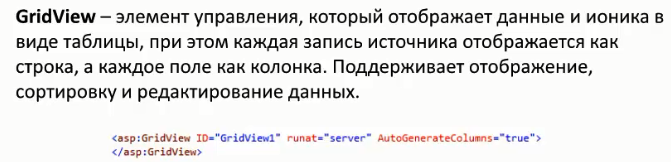 GridView – элемент управления, который отображает данные и ионика в
виде таблицы, при этом каждая запись источника отображается как
строка, а каждое поле как колонка. Поддерживает отображение,
сортировку и редактирование данных.
<asp:GridView ID="GridView1" runat="server" AutoGenerateColumns="true">
</asp:GridView>